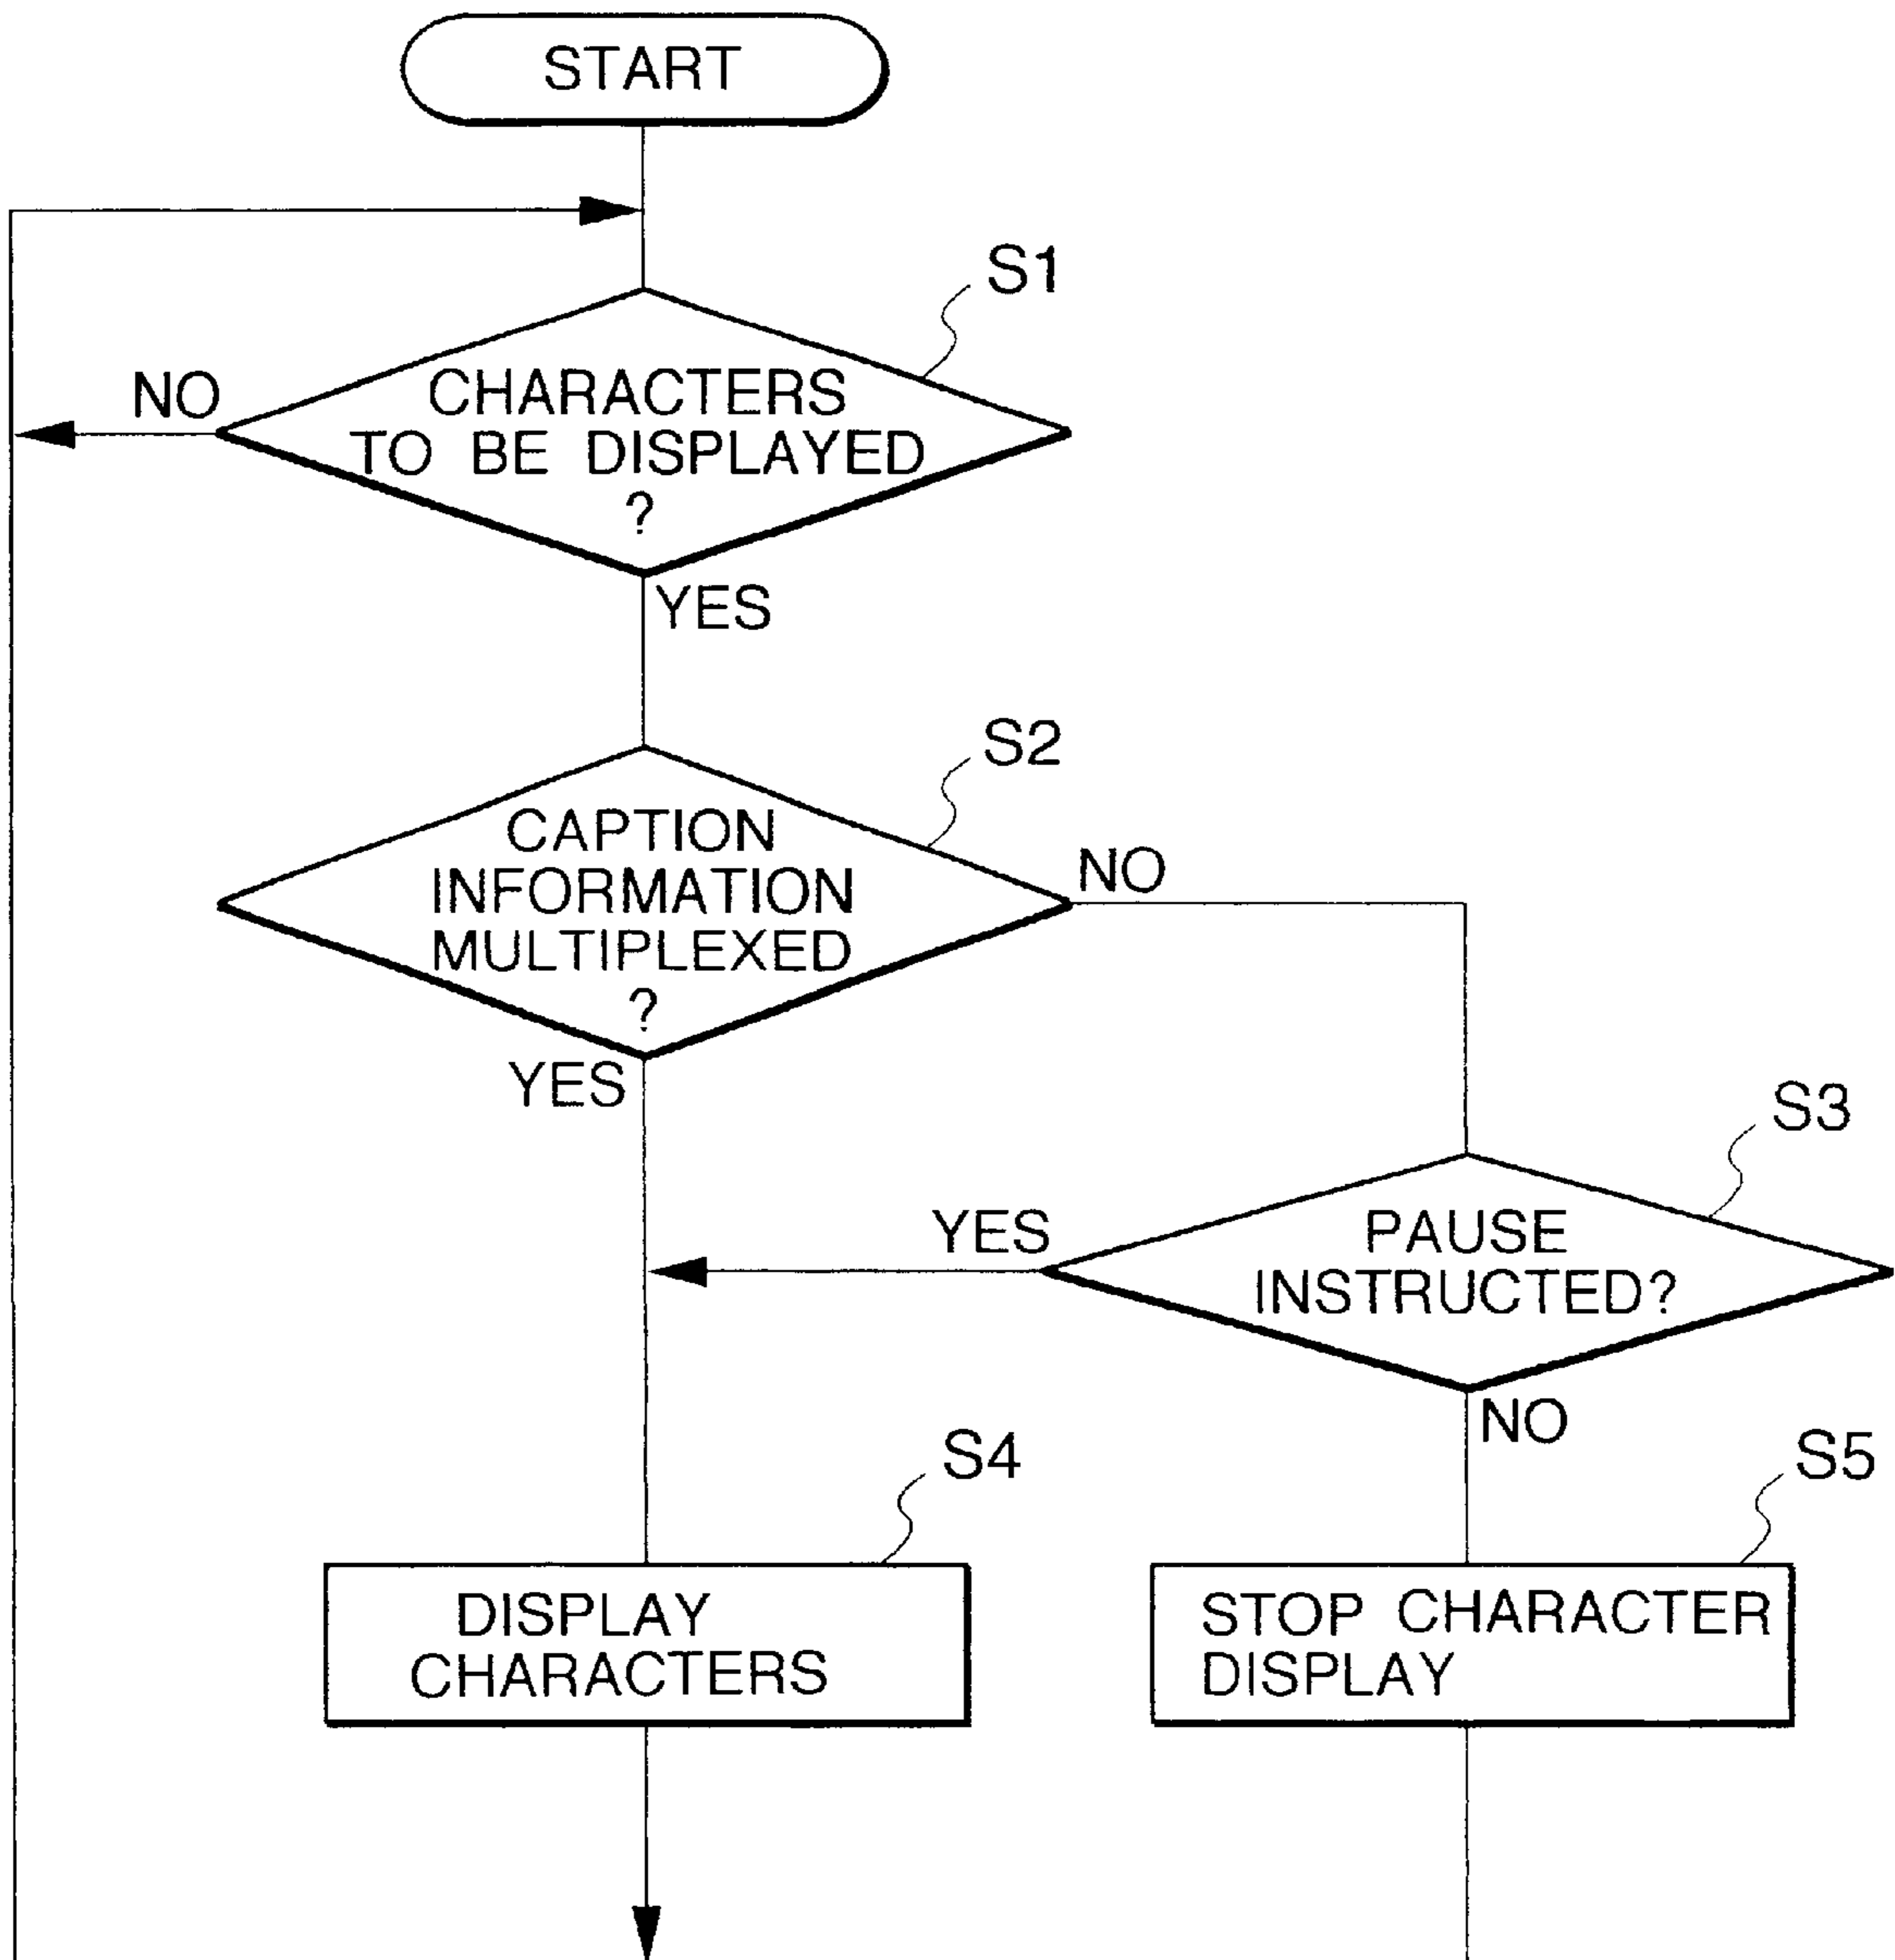 START
S1
NO
CHARACTERS
TO BE DISPLAYED
?
YES
S2
CAPTION
INFORMATION
MULTIPLEXED
?
NO
YES
S3
YES
PAUSE
INSTRUCTED?
NO
S4
S5
DISPLAY
CHARACTERS
STOP CHARACTER
DISPLAY